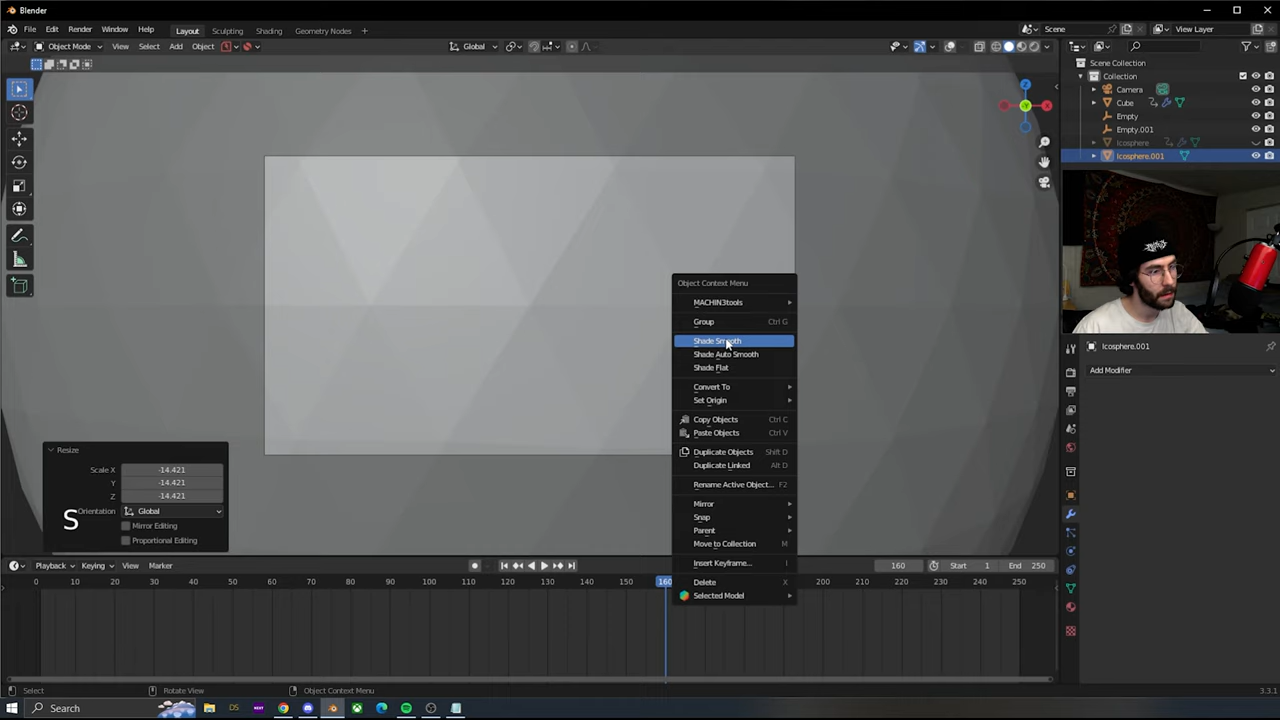 Blender
File Edit Render Window Help Layout Sculpting Shading Geometry Nodes + Scene View Layer
Object Mode View Select Add Object Global
Scene Collection
Collection
Camera
Cube
Empty
Empty.001
Icosphere
Icosphere.001
Object Context Menu
MACHIN3tools
Group Ctrl G
Shade Smooth
Shade Auto Smooth
Shade Flat
Convert To
Set Origin
Copy Objects Ctrl C
Paste Objects Ctrl V
Duplicate Objects Shift D
Duplicate Linked Alt D
Rename Active Object... F2
Mirror
Snap
Parent
Move to Collection M
Insert Keyframe... I
Delete X
Selected Model
Icosphere.001
Add Modifier
Resize
Scale X -14.421
Y -14.421
Z -14.421
Orientation Global
Mirror Editing
Proportional Editing
S
Playback Keying View Marker 160 Start 1 End 250
0 10 20 30 40 50 60 70 80 90 100 110 120 130 140 150 160 200 210 220 230 240 250
Select Rotate View Object Context Menu 3.3.1
Search DS NEXT